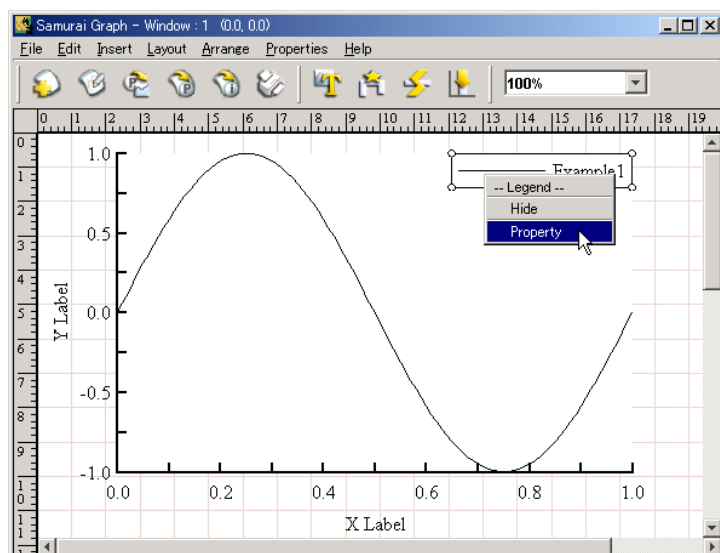 Samurai Graph - Window : 1 (0.0, 0.0)
File Edit Insert Layout Arrange Properties Help
100%
0 1 2 3 4 5 6 7 8 9 10 11 12 13 14 15 16 17 18 19
0
1
2
3
4
5
6
7
8
9
10
11
1.0
0.5
0.0
-0.5
-1.0
Y Label
Example1
-- Legend --
Hide
Property
0.0 0.2 0.4 0.6 0.8 1.0
X Label